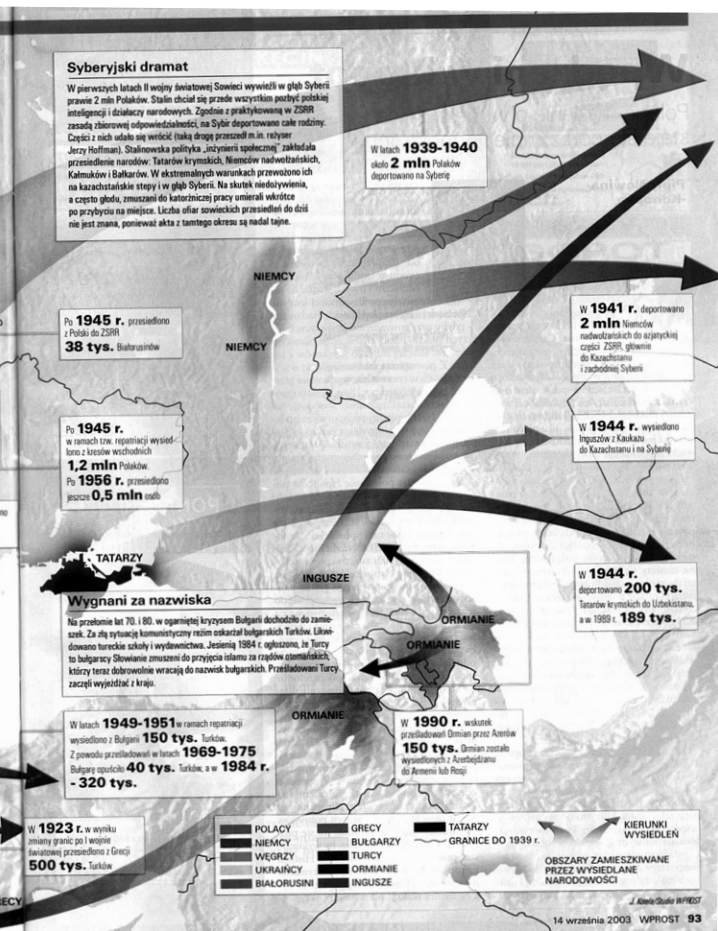 Syberyjski dramat
W pierwszych latach II wojny światowej Sowieci wywieźli w głąb Syberii
prawie 2 mln Polaków. Stalin chciał się przede wszystkim pozbyć polskiej
inteligencji i działaczy narodowych. Zgodnie z praktykowaną w ZSRR
zasadą zbiorowej odpowiedzialności, na Sybir deportowano całe rodziny.
Części z nich udało się wrócić (taką drogę przeszedł m.in. reżyser
Jerzy Hoffman). Stalinowska polityka „inżynierii społecznej” zakładała
przesiedlenie narodów: Tatarów krymskich, Niemców nadwołżańskich,
Kałmuków i Bałkarów. W ekstremalnych warunkach przewożono ich
na kazachstańskie stepy i w głąb Syberii. Na skutek niedożywienia,
a często głodu, zmuszani do katorżniczej pracy umierali wkrótce
po przybyciu na miejsce. Liczba ofiar sowieckich przesiedleń do dziś
nie jest znana, ponieważ akta z tamtego okresu są nadal tajne.
W latach 1939-1940
około 2 mln Polaków
deportowano na Syberię
NIEMCY
NIEMCY
Po 1945 r. przesiedlono
z Polski do ZSRR
38 tys. Białorusinów
W 1941 r. deportowano
2 mln Niemców
nadwołżańskich do azjatyckiej
części ZSRR, głównie
do Kazachstanu
i zachodniej Syberii
Po 1945 r.
w ramach tzw. repatriacji wysied-
lono z kresów wschodnich
1,2 mln Polaków.
Po 1956 r. przesiedlono
jeszcze 0,5 mln osób
W 1944 r. wysiedlono
Inguszów z Kaukazu
do Kazachstanu i na Syberię
TATARZY
INGUSZE
W 1944 r.
deportowano 200 tys.
Tatarów krymskich do Uzbekistanu,
a w 1989 r. 189 tys.
Wygnani za nazwiska
Na przełomie lat 70. i 80. w ogarniętej kryzysem Bułgarii dochodziło do zamie-
szek. Za złą sytuację komunistyczny reżim oskarżał bułgarskich Turków. Likwi-
dowano tureckie szkoły i wydawnictwa. Jesienią 1984 r. ogłoszono, że Turcy
to bułgarscy Słowianie zmuszeni do przyjęcia islamu za rządów otomańskich,
którzy teraz dobrowolnie wracają do nazwisk bułgarskich. Prześladowani Turcy
zaczęli wyjeżdżać z kraju.
ORMIANIE
ORMIANIE
ORMIANIE
W latach 1949-1951 w ramach repatriacji
wysiedlono z Bułgarii 150 tys. Turków.
Z powodu prześladowań w latach 1969-1975
Bułgarię opuściło 40 tys. Turków, a w 1984 r.
- 320 tys.
W 1990 r. wskutek
prześladowań Ormian przez Azerów
150 tys. Ormian zostało
wysiedlonych z Azerbejdżanu
do Armenii lub Rosji
W 1923 r. w wyniku
zmiany granic po I wojnie
światowej przesiedlono z Grecji
500 tys. Turków
POLACY
NIEMCY
WĘGRZY
UKRAIŃCY
BIAŁORUSINI
GRECY
BUŁGARZY
TURCY
ORMIANIE
INGUSZE
TATARZY
GRANICE DO 1939 r.
KIERUNKI
WYSIEDLEŃ
OBSZARY ZAMIESZKIWANE
PRZEZ WYSIEDLANE
NARODOWOŚCI
14 września 2003 WPROST 93